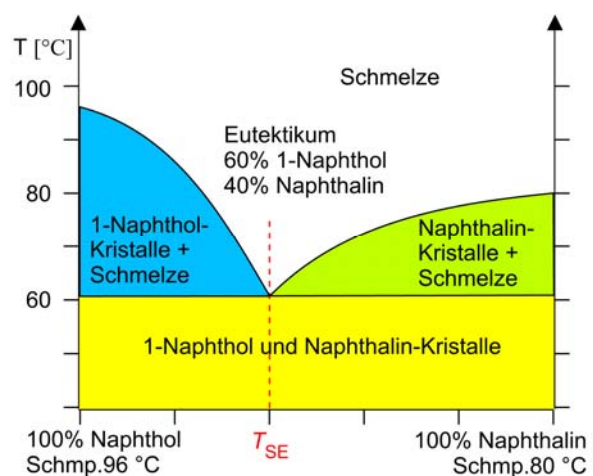 T [°C]
100
80
60
Schmelze
Eutektikum
60% 1-Naphthol
40% Naphthalin
1-Naphthol-
Kristalle +
Schmelze
Naphthalin-
Kristalle +
Schmelze
1-Naphthol und Naphthalin-Kristalle
100% Naphthol
Schmp.96 °C
TSE
100% Naphthalin
Schmp.80 °C